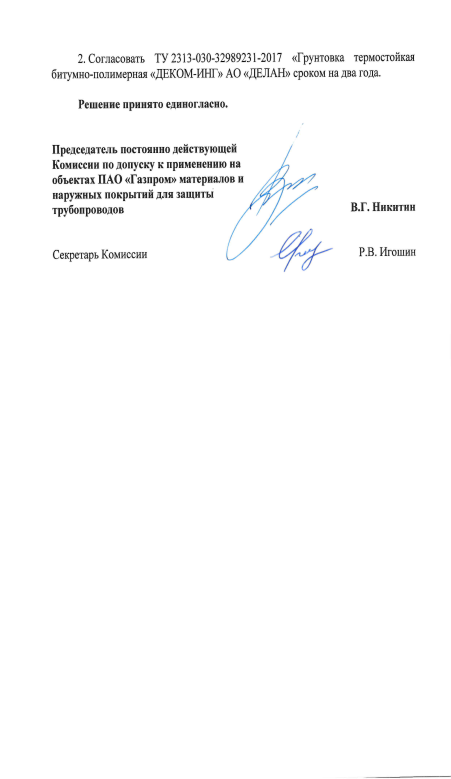 2. Согласовать ТУ 2313-030-32989231-2017 «Грунтовка термостойкая
битумно-полимерная «ДЕКОМ-ИНГ» АО «ДЕЛАН» сроком на два года.
Решение принято единогласно.
Председатель постоянно действующей
Комиссии по допуску к применению на
объектах ПАО «Газпром» материалов и
наружных покрытий для защиты
трубопроводов
В.Г. Никитин
Секретарь Комиссии
Р.В. Игошин